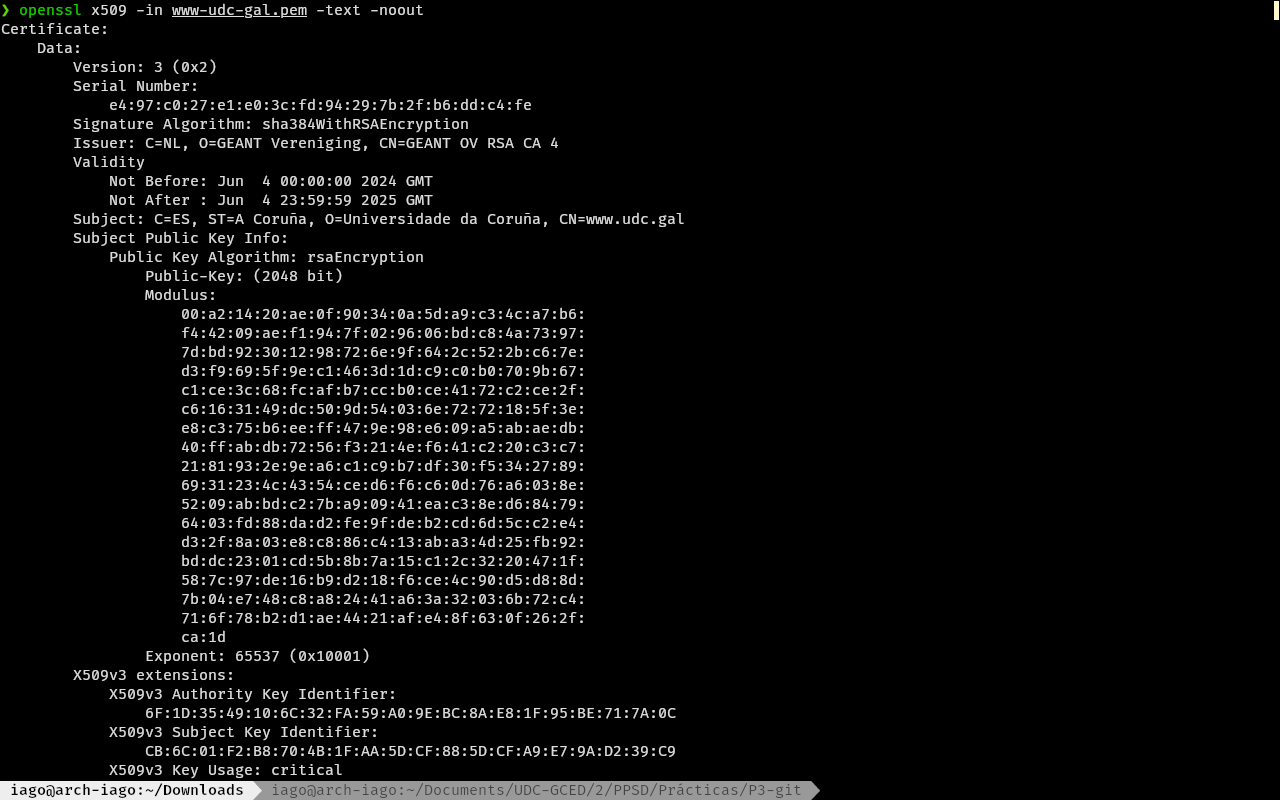 ❯ openssl x509 -in www-udc-gal.pem -text -noout
Certificate:
    Data:
        Version: 3 (0x2)
        Serial Number:
            e4:97:c0:27:e1:e0:3c:fd:94:29:7b:2f:b6:dd:c4:fe
        Signature Algorithm: sha384WithRSAEncryption
        Issuer: C=NL, O=GEANT Vereniging, CN=GEANT OV RSA CA 4
        Validity
            Not Before: Jun  4 00:00:00 2024 GMT
            Not After : Jun  4 23:59:59 2025 GMT
        Subject: C=ES, ST=A Coruña, O=Universidade da Coruña, CN=www.udc.gal
        Subject Public Key Info:
            Public Key Algorithm: rsaEncryption
                Public-Key: (2048 bit)
                Modulus:
                    00:a2:14:20:ae:0f:90:34:0a:5d:a9:c3:4c:a7:b6:
                    f4:42:09:ae:f1:94:7f:02:96:06:bd:c8:4a:73:97:
                    7d:bd:92:30:12:98:72:6e:9f:64:2c:52:2b:c6:7e:
                    d3:f9:69:5f:9e:c1:46:3d:1d:c9:c0:b0:70:9b:67:
                    c1:ce:3c:68:fc:af:b7:cc:b0:ce:41:72:c2:ce:2f:
                    c6:16:31:49:dc:50:9d:54:03:6e:72:72:18:5f:3e:
                    e8:c3:75:b6:ee:ff:47:9e:98:e6:09:a5:ab:ae:db:
                    40:ff:ab:db:72:56:f3:21:4e:f6:41:c2:20:c3:c7:
                    21:81:93:2e:9e:a6:c1:c9:b7:df:30:f5:34:27:89:
                    69:31:23:4c:43:54:ce:d6:f6:c6:0d:76:a6:03:8e:
                    52:09:ab:bd:c2:7b:a9:09:41:ea:c3:8e:d6:84:79:
                    64:03:fd:88:da:d2:fe:9f:de:b2:cd:6d:5c:c2:e4:
                    d3:2f:8a:03:e8:c8:86:c4:13:ab:a3:4d:25:fb:92:
                    bd:dc:23:01:cd:5b:8b:7a:15:c1:2c:32:20:47:1f:
                    58:7c:97:de:16:b9:d2:18:f6:ce:4c:90:d5:d8:8d:
                    7b:04:e7:48:c8:a8:24:41:a6:3a:32:03:6b:72:c4:
                    71:6f:78:b2:d1:ae:44:21:af:e4:8f:63:0f:26:2f:
                    ca:1d
                Exponent: 65537 (0x10001)
        X509v3 extensions:
            X509v3 Authority Key Identifier:
                6F:1D:35:49:10:6C:32:FA:59:A0:9E:BC:8A:E8:1F:95:BE:71:7A:0C
            X509v3 Subject Key Identifier:
                CB:6C:01:F2:B8:70:4B:1F:AA:5D:CF:88:5D:CF:A9:E7:9A:D2:39:C9
            X509v3 Key Usage: critical
iago@arch-iago:~/Downloads iago@arch-iago:~/Documents/UDC-GCED/2/PPSD/Prácticas/P3-git